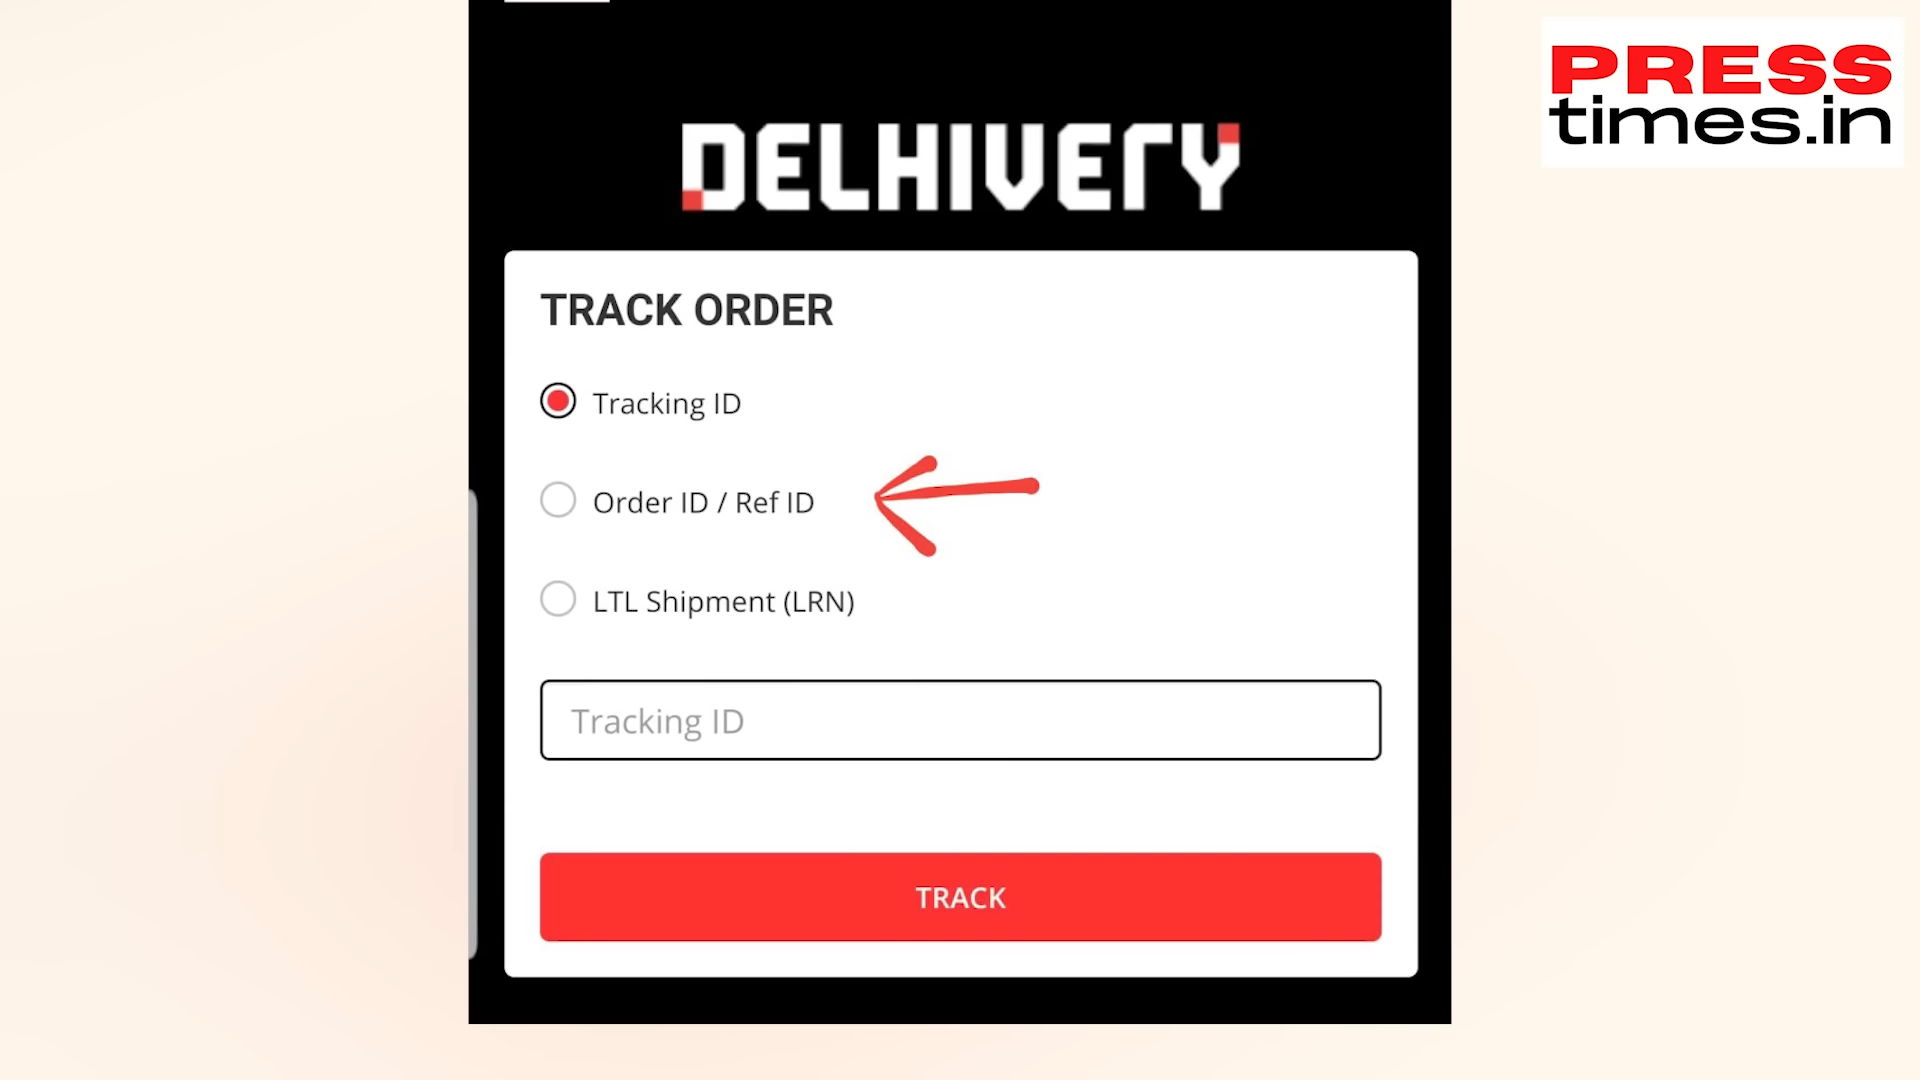 PRESS
times.in
DELHIVERY
TRACK ORDER
Tracking ID
Order ID / Ref ID
LTL Shipment (LRN)
Tracking ID
TRACK